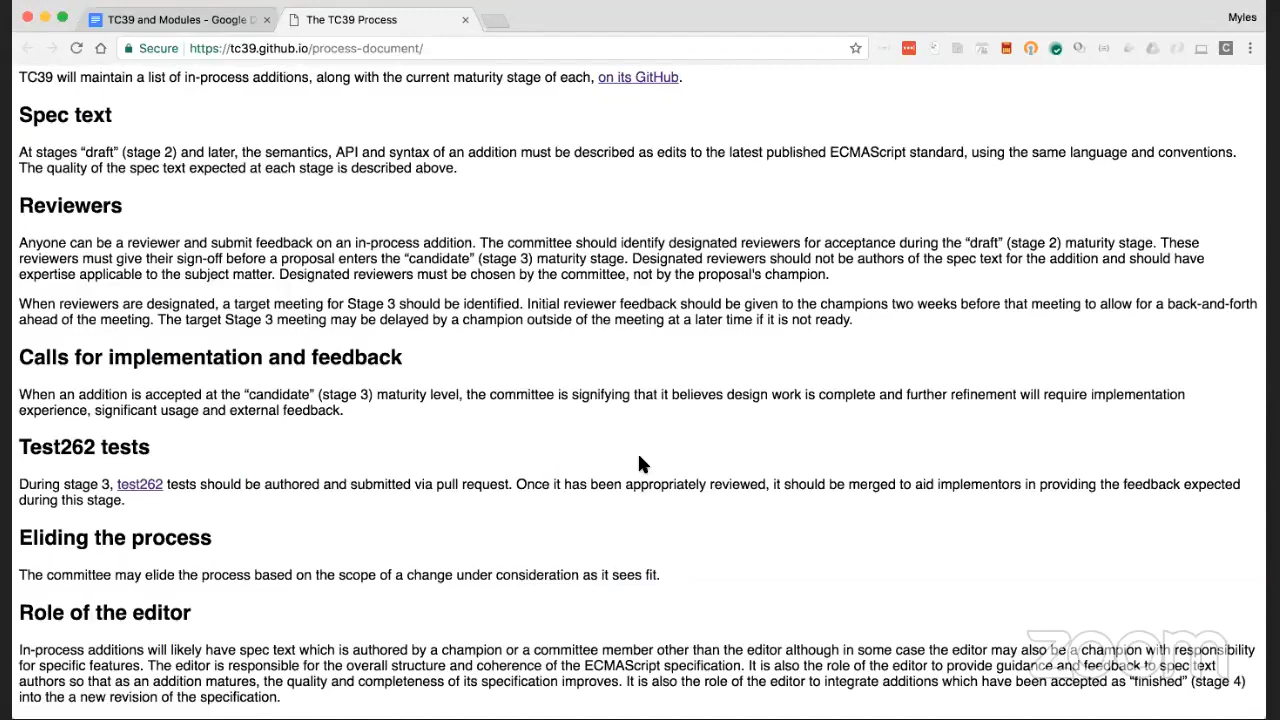 TC39 and Modules - Google D
The TC39 Process
Myles
Secure
https://tc39.github.io/process-document/
TC39 will maintain a list of in-process additions, along with the current maturity stage of each, on its GitHub.
Spec text
At stages “draft” (stage 2) and later, the semantics, API and syntax of an addition must be described as edits to the latest published ECMAScript standard, using the same language and conventions.
The quality of the spec text expected at each stage is described above.
Reviewers
Anyone can be a reviewer and submit feedback on an in-process addition. The committee should identify designated reviewers for acceptance during the “draft” (stage 2) maturity stage. These
reviewers must give their sign-off before a proposal enters the “candidate” (stage 3) maturity stage. Designated reviewers should not be authors of the spec text for the addition and should have
expertise applicable to the subject matter. Designated reviewers must be chosen by the committee, not by the proposal's champion.
When reviewers are designated, a target meeting for Stage 3 should be identified. Initial reviewer feedback should be given to the champions two weeks before that meeting to allow for a back-and-forth
ahead of the meeting. The target Stage 3 meeting may be delayed by a champion outside of the meeting at a later time if it is not ready.
Calls for implementation and feedback
When an addition is accepted at the “candidate” (stage 3) maturity level, the committee is signifying that it believes design work is complete and further refinement will require implementation
experience, significant usage and external feedback.
Test262 tests
During stage 3, test262 tests should be authored and submitted via pull request. Once it has been appropriately reviewed, it should be merged to aid implementors in providing the feedback expected
during this stage.
Eliding the process
The committee may elide the process based on the scope of a change under consideration as it sees fit.
Role of the editor
In-process additions will likely have spec text which is authored by a champion or a committee member other than the editor although in some case the editor may also be a champion with responsibility
for specific features. The editor is responsible for the overall structure and coherence of the ECMAScript specification. It is also the role of the editor to provide guidance and feedback to spec text
authors so that as an addition matures, the quality and completeness of its specification improves. It is also the role of the editor to integrate additions which have been accepted as “finished” (stage 4)
into the a new revision of the specification.
zoom